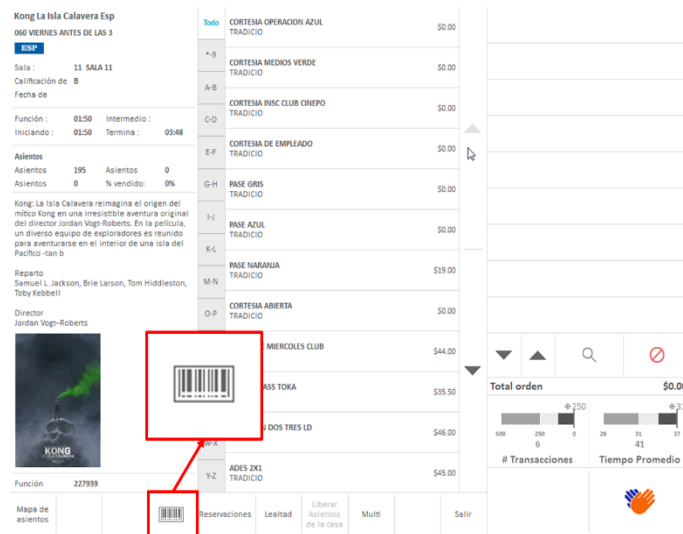 Kong La Isla Calavera Esp
060 VIERNES ANTES DE LAS 3
ESP
Sala : 11 SALA 11
Calificación de B
Fecha de
Función : 01:50 Intermedio :
Iniciando : 01:50 Termina : 03:48
Asientos
Asientos 195 Asientos 0
Asientos 0 % vendido: 0%
Kong: La Isla Calavera reimagina el origen del
mítico Kong en una irresistible aventura original
del director Jordan Vogt-Roberts. En la película,
un diverso equipo de exploradores es reunido
para aventurarse en el interior de una isla del
Pacífico -tan b
Reparto
Samuel L. Jackson, Brie Larson, Tom Hiddleston,
Toby Kebbell
Director
Jordan Vogt-Roberts
KONG
Función 227939
Todo
*-9
A-B
C-D
E-F
G-H
I-J
K-L
M-N
O-P
W-X
Y-Z
CORTESIA OPERACION AZUL
TRADICIO $0.00
CORTESIA MEDIOS VERDE
TRADICIO $0.00
CORTESIA INSC CLUB CINEPO
TRADICIO $0.00
CORTESIA DE EMPLEADO
TRADICIO $0.00
PASE GRIS
TRADICIO $0.00
PASE AZUL
TRADICIO $0.00
PASE NARANJA
TRADICIO $19.00
CORTESIA ABIERTA
TRADICIO $0.00
MIERCOLES CLUB
$44.00
ASS TOKA
$35.50
N DOS TRES LD
$46.00
ADES 2X1
TRADICIO $45.00
Total orden $0.00
250
500 250 0
6
# Transacciones
26 31 37
41
Tiempo Promedio
Mapa de
asientos
Reservaciones
Lealtad
Liberar
Asientos
de la casa
Multi
Salir